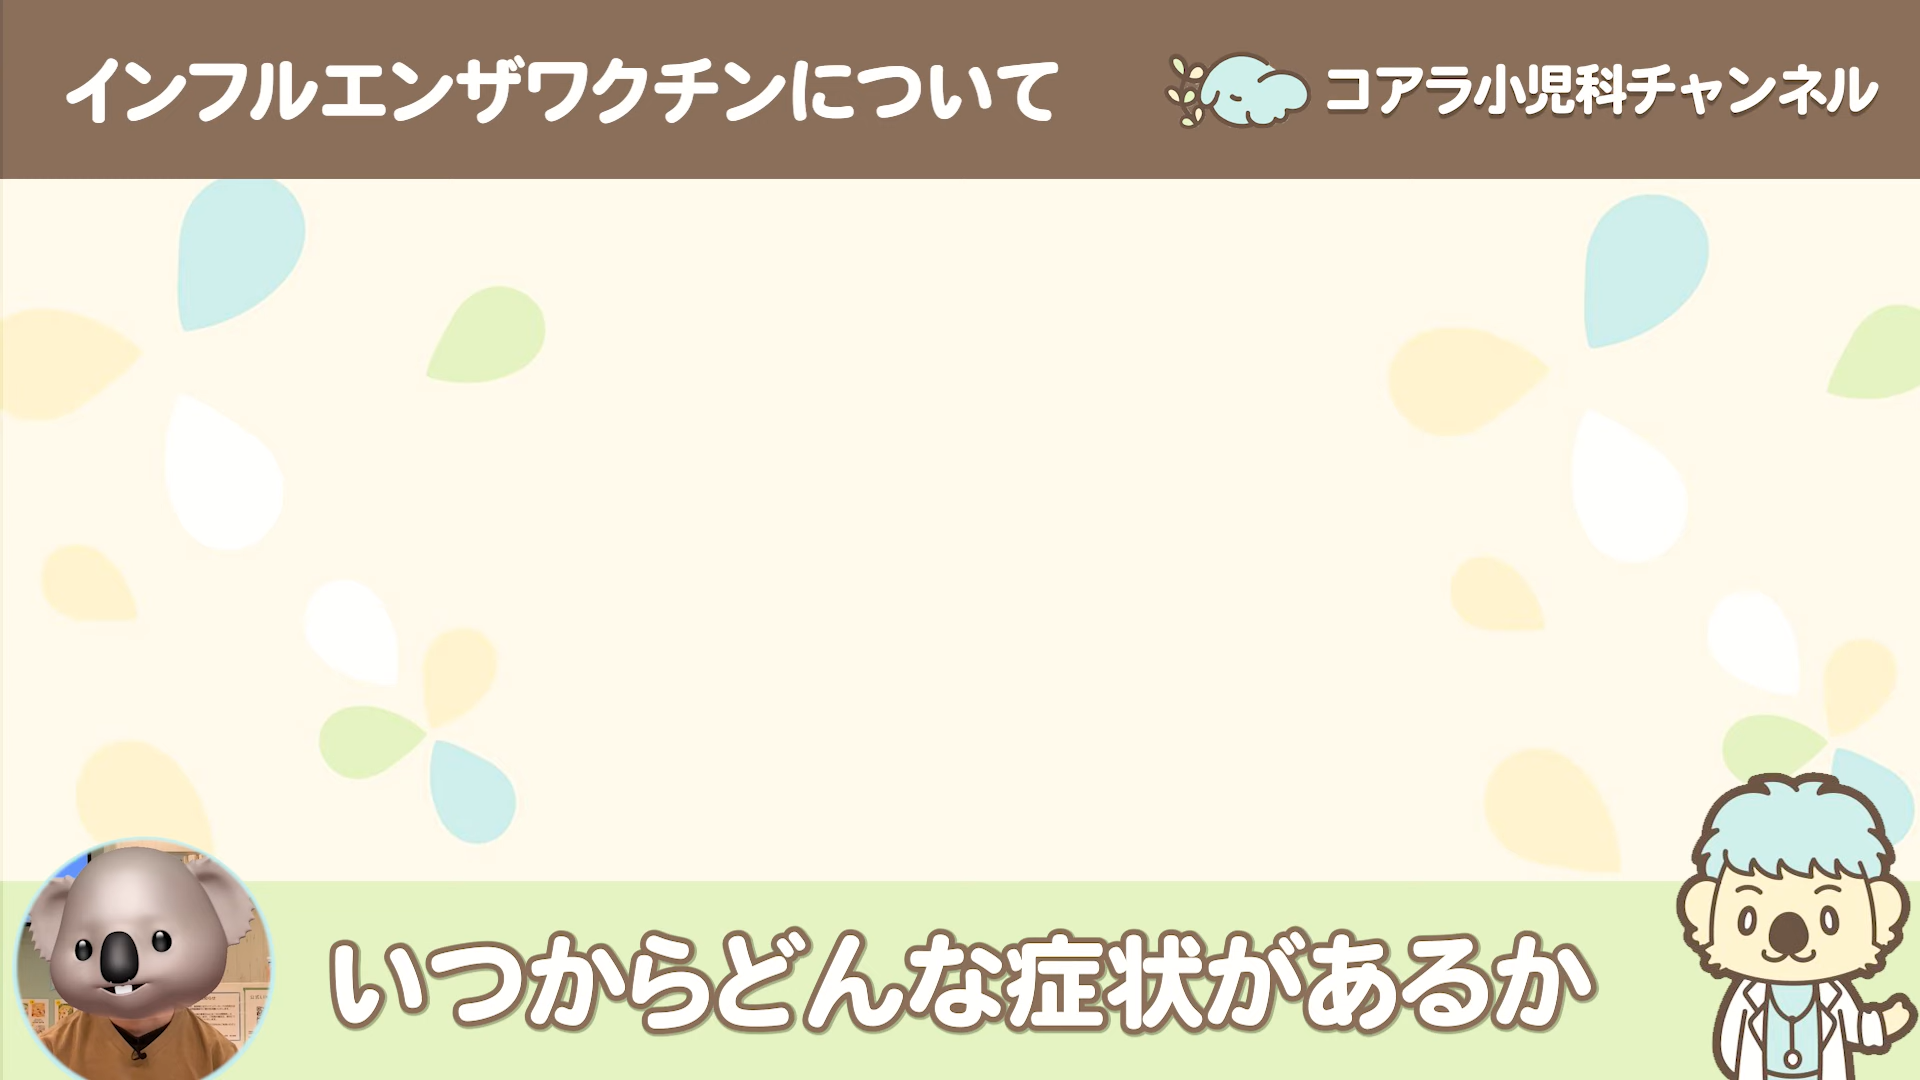 インフルエンザワクチンについて
コアラ小児科チャンネル
いつからどんな症状があるか